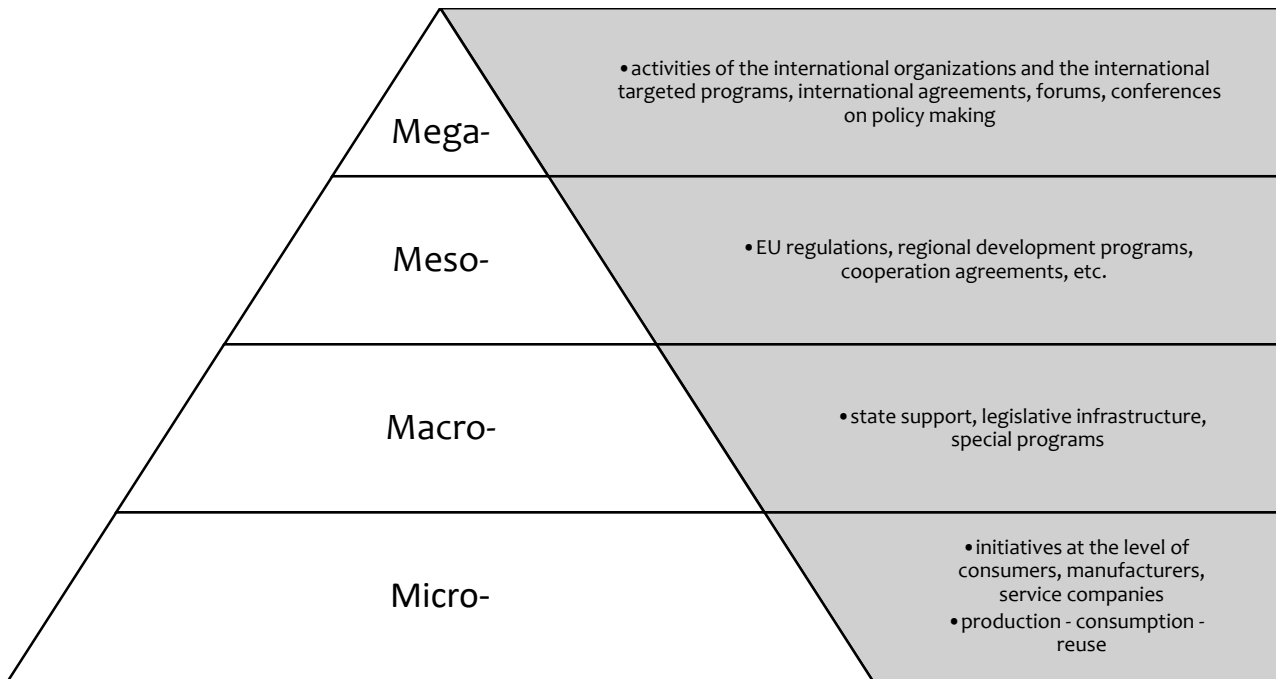 •activities of the international organizations and the international
targeted programs, international agreements, forums, conferences
on policy making
Mega-
•EU regulations, regional development programs,
cooperation agreements, etc.
Meso-
•state support, legislative infrastructure,
special programs
Macro-
•initiatives at the level of
consumers, manufacturers,
service companies
•production - consumption -
reuse
Micro-